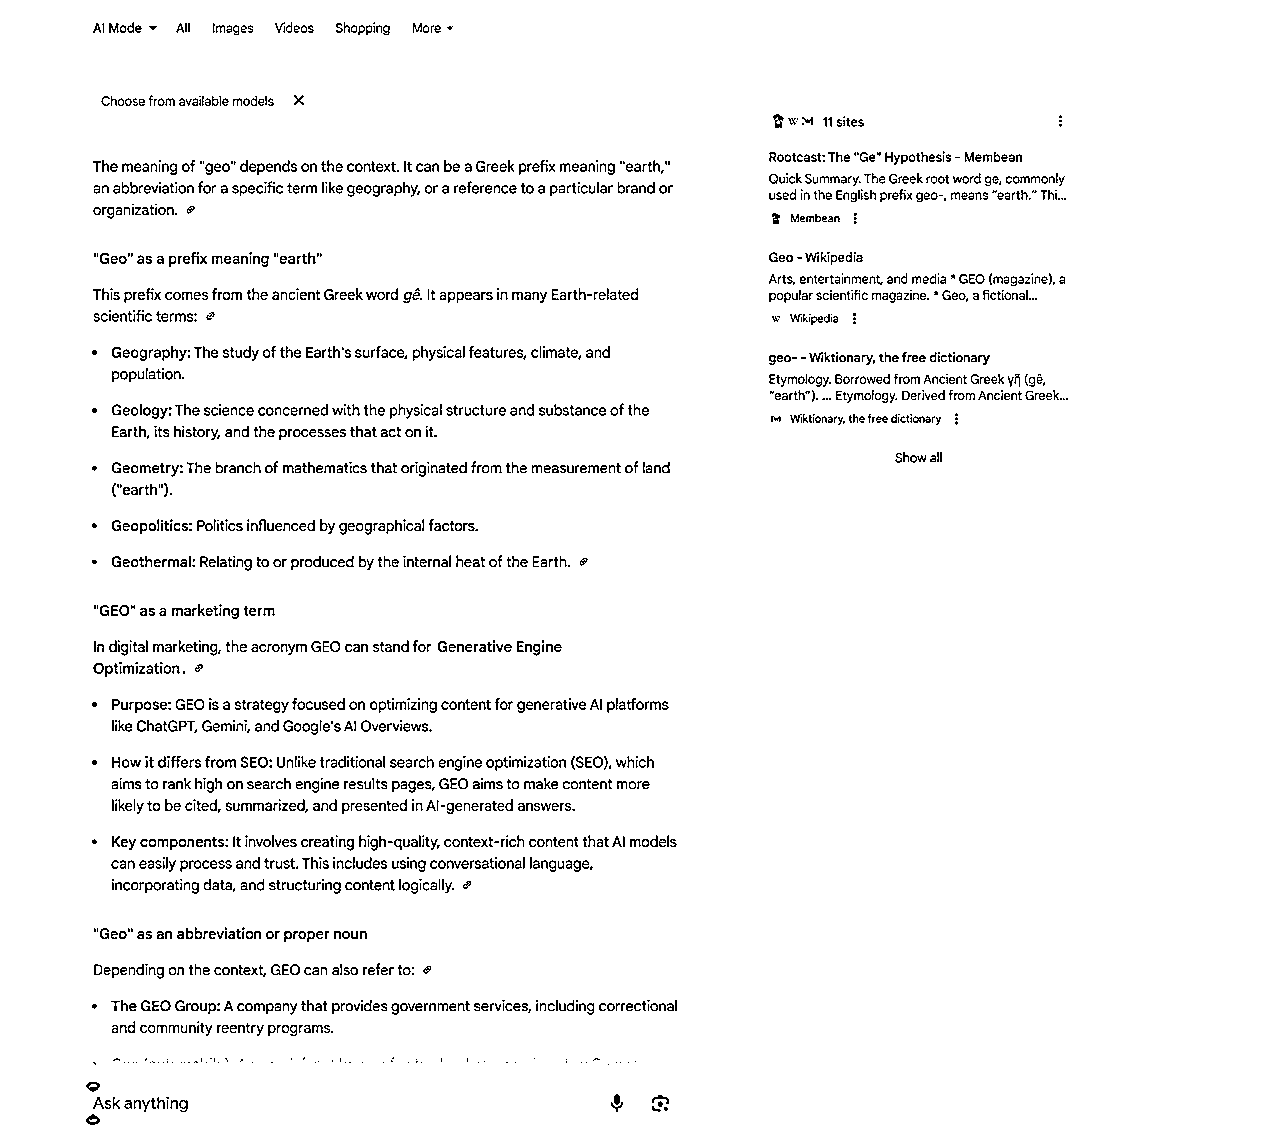 AI Mode All Images Videos Shopping More
Choose from available models
The meaning of "geo" depends on the context. It can be a Greek prefix meaning "earth,"
an abbreviation for a specific term like geography, or a reference to a particular brand or
organization.
"Geo" as a prefix meaning "earth"
This prefix comes from the ancient Greek word gê. It appears in many Earth-related
scientific terms:
• Geography: The study of the Earth's surface, physical features, climate, and
population.
• Geology: The science concerned with the physical structure and substance of the
Earth, its history, and the processes that act on it.
• Geometry: The branch of mathematics that originated from the measurement of land
("earth").
• Geopolitics: Politics influenced by geographical factors.
• Geothermal: Relating to or produced by the internal heat of the Earth.
"GEO" as a marketing term
In digital marketing, the acronym GEO can stand for Generative Engine
Optimization.
• Purpose: GEO is a strategy focused on optimizing content for generative AI platforms
like ChatGPT, Gemini, and Google's AI Overviews.
• How it differs from SEO: Unlike traditional search engine optimization (SEO), which
aims to rank high on search engine results pages, GEO aims to make content more
likely to be cited, summarized, and presented in AI-generated answers.
• Key components: It involves creating high-quality, context-rich content that AI models
can easily process and trust. This includes using conversational language,
incorporating data, and structuring content logically.
"Geo" as an abbreviation or proper noun
Depending on the context, GEO can also refer to:
• The GEO Group: A company that provides government services, including correctional
and community reentry programs.
Ask anything
11 sites
Rootcast: The "Ge" Hypothesis - Membean
Quick Summary. The Greek root word ge, commonly
used in the English prefix geo-, means "earth." Thi...
Membean
Geo - Wikipedia
Arts, entertainment, and media * GEO (magazine), a
popular scientific magazine. * Geo, a fictional...
Wikipedia
geo- - Wiktionary, the free dictionary
Etymology. Borrowed from Ancient Greek γῆ (gê,
"earth"). ... Etymology. Derived from Ancient Greek...
Wiktionary, the free dictionary
Show all